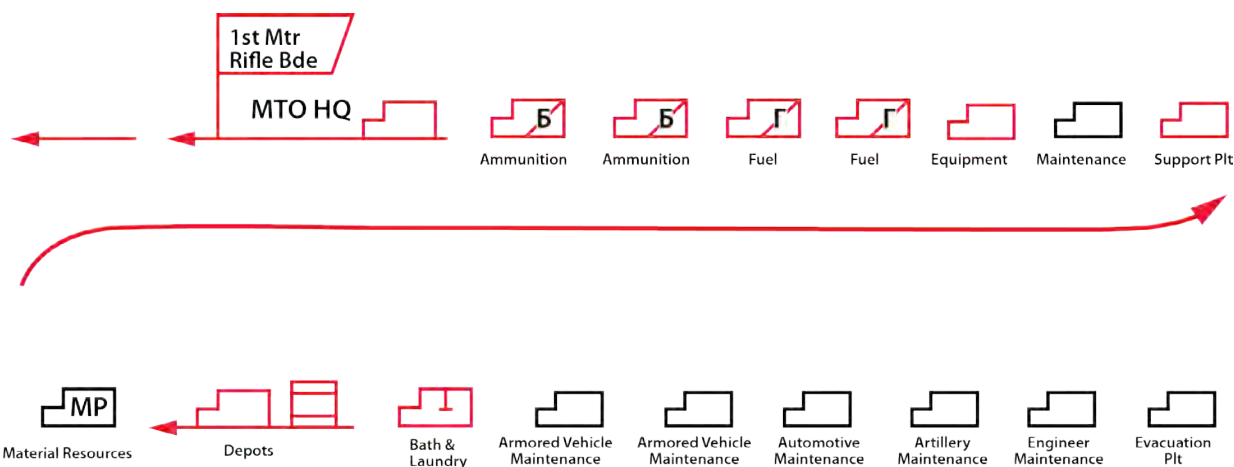 1st Mtr
Rifle Bde
MTO HQ
Б
Б
Г
Г
Ammunition
Ammunition
Fuel
Fuel
Equipment
Maintenance
Support Plt
MP
Material Resources
Depots
Bath &
Laundry
Armored Vehicle
Maintenance
Armored Vehicle
Maintenance
Automotive
Maintenance
Artillery
Maintenance
Engineer
Maintenance
Evacuation
Plt